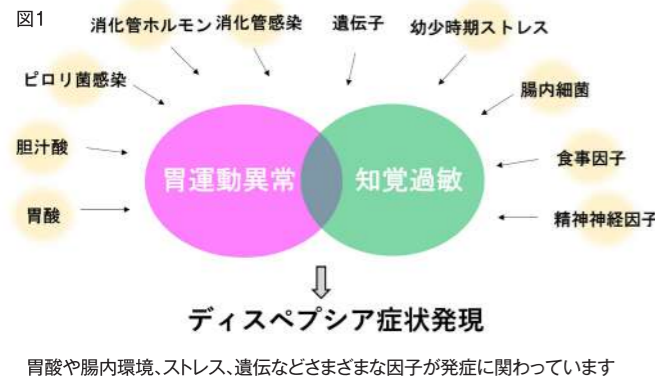 図1
消化管ホルモン 消化管感染 遺伝子 幼少時期ストレス
ピロリ菌感染
腸内細菌
胆汁酸
食事因子
胃酸
精神神経因子
胃運動異常 知覚過敏
ディスペプシア症状発現
胃酸や腸内環境、ストレス、遺伝などさまざまな因子が発症に関わっています